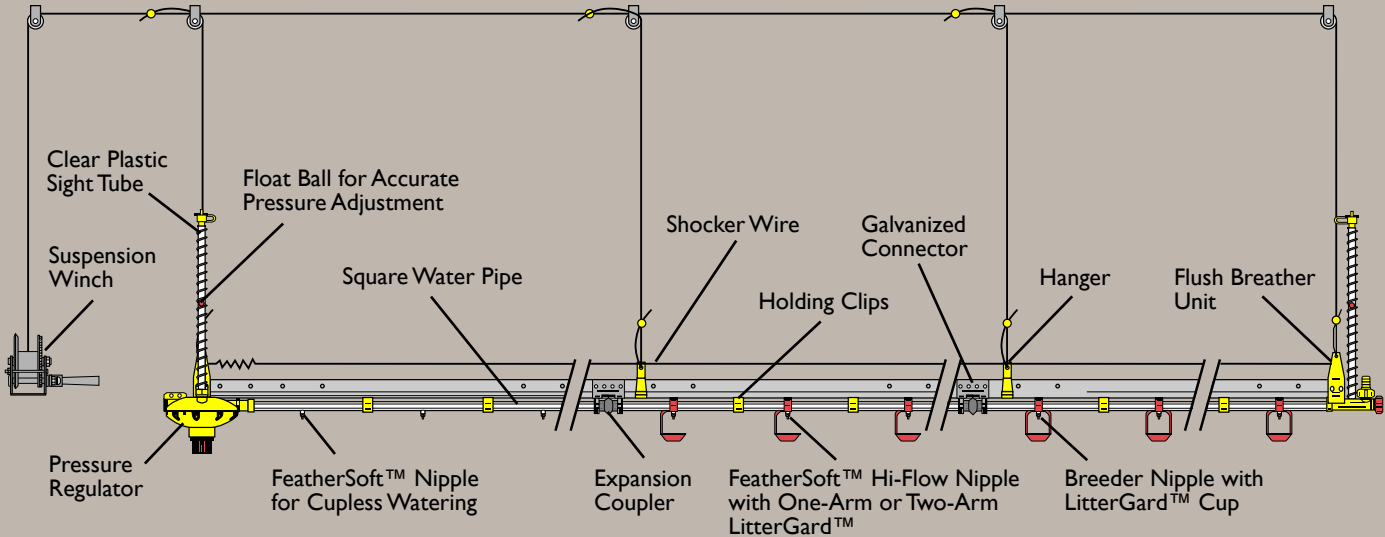 Clear Plastic
Sight Tube
Float Ball for Accurate
Pressure Adjustment
Suspension
Winch
Square Water Pipe
Shocker Wire
Holding Clips
Galvanized
Connector
Hanger
Flush Breather
Unit
Pressure
Regulator
FeatherSoft™ Nipple
for Cupless Watering
Expansion
Coupler
FeatherSoft™ Hi-Flow Nipple
with One-Arm or Two-Arm
LitterGard™
Breeder Nipple with
LitterGard™ Cup